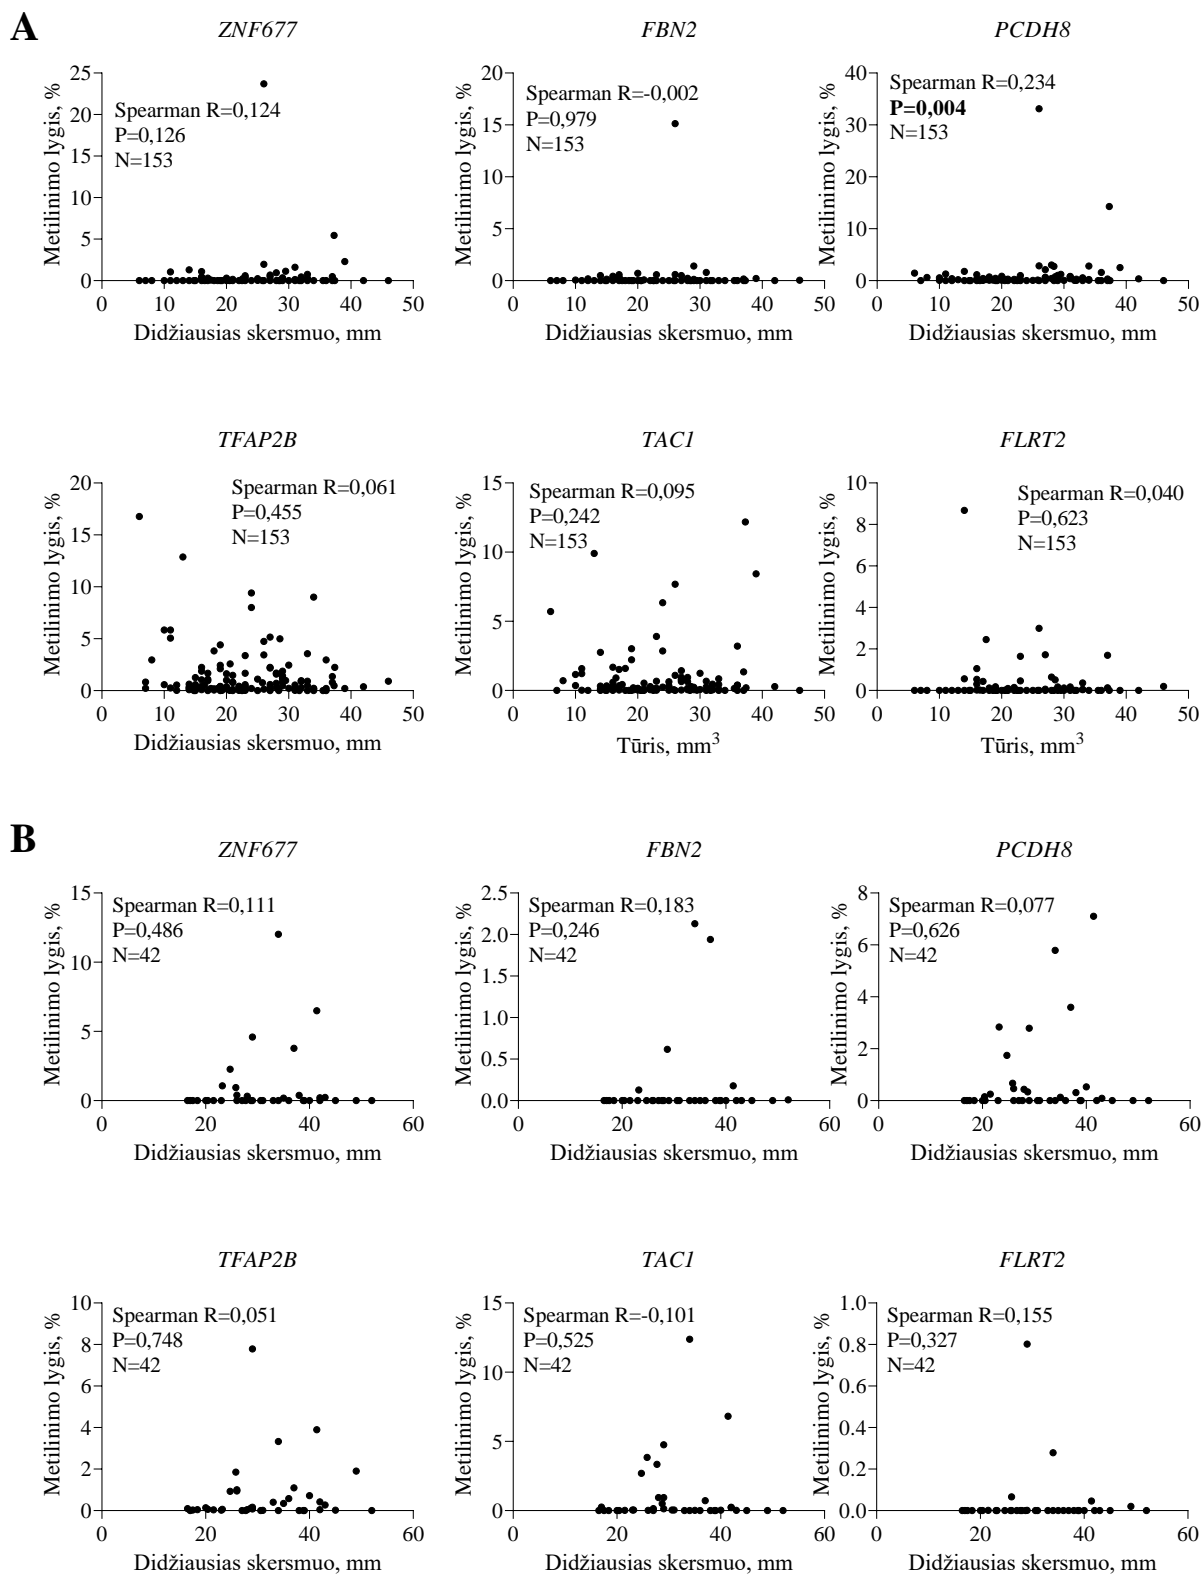 A
ZNF677
FBN2
PCDH8
Metilinimo lygis, %
25
20
15
10
5
0
Spearman R=0,124
P=0,126
N=153
0 10 20 30 40 50
Didžiausias skersmuo, mm
Metilinimo lygis, %
20
15
10
5
0
Spearman R=-0,002
P=0,979
N=153
0 10 20 30 40 50
Didžiausias skersmuo, mm
Metilinimo lygis, %
40
30
20
10
0
Spearman R=0,234
P=0,004
N=153
0 10 20 30 40 50
Didžiausias skersmuo, mm
TFAP2B
TAC1
FLRT2
Metilinimo lygis, %
20
15
10
5
0
Spearman R=0,061
P=0,455
N=153
0 10 20 30 40 50
Didžiausias skersmuo, mm
Metilinimo lygis, %
15
10
5
0
Spearman R=0,095
P=0,242
N=153
0 10 20 30 40 50
Tūris, mm³
Metilinimo lygis, %
10
8
6
4
2
0
Spearman R=0,040
P=0,623
N=153
0 10 20 30 40 50
Tūris, mm³
B
ZNF677
FBN2
PCDH8
Metilinimo lygis, %
15
10
5
0
Spearman R=0,111
P=0,486
N=42
0 20 40 60
Didžiausias skersmuo, mm
Metilinimo lygis, %
2.5
2.0
1.5
1.0
0.5
0.0
Spearman R=0,183
P=0,246
N=42
0 20 40 60
Didžiausias skersmuo, mm
Metilinimo lygis, %
8
6
4
2
0
Spearman R=0,077
P=0,626
N=42
0 20 40 60
Didžiausias skersmuo, mm
TFAP2B
TAC1
FLRT2
Metilinimo lygis, %
10
8
6
4
2
0
Spearman R=0,051
P=0,748
N=42
0 20 40 60
Didžiausias skersmuo, mm
Metilinimo lygis, %
15
10
5
0
Spearman R=-0,101
P=0,525
N=42
0 20 40 60
Didžiausias skersmuo, mm
Metilinimo lygis, %
1.0
0.8
0.6
0.4
0.2
0.0
Spearman R=0,155
P=0,327
N=42
0 20 40 60
Didžiausias skersmuo, mm